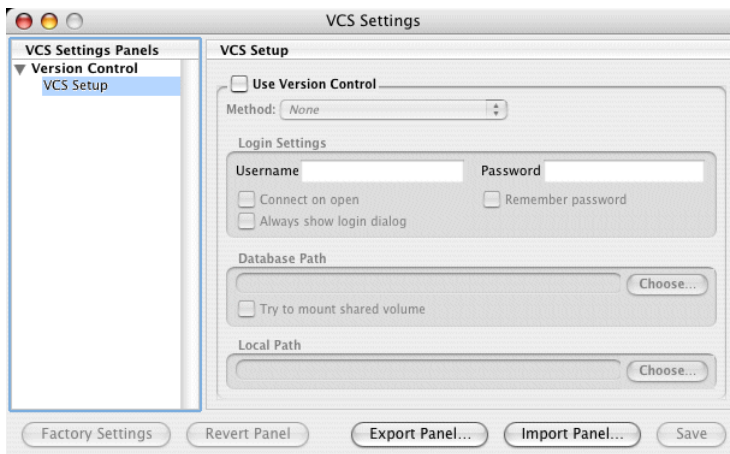 VCS Settings
VCS Settings Panels
Version Control
VCS Setup
VCS Setup
Use Version Control
Method: None
Login Settings
Username Password
Connect on open Remember password
Always show login dialog
Database Path
Choose...
Try to mount shared volume
Local Path
Choose...
Factory Settings Revert Panel Export Panel... Import Panel... Save